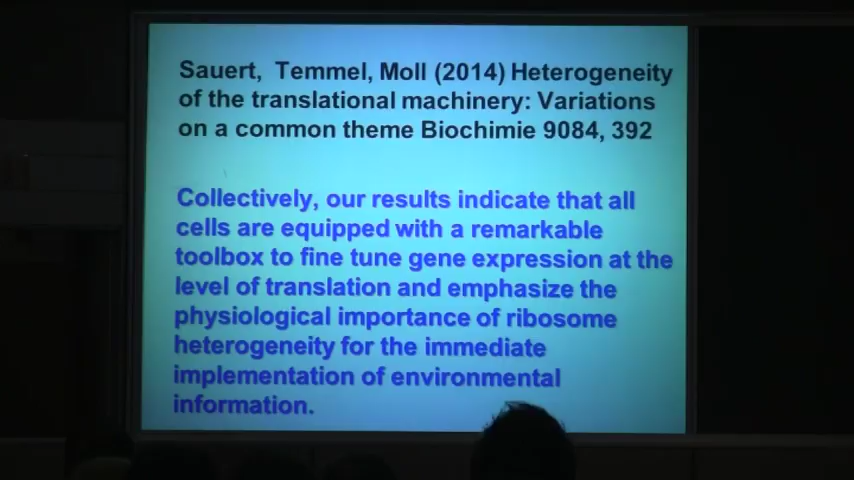 Sauert, Temmel, Moll (2014) Heterogeneity
of the translational machinery: Variations
on a common theme Biochimie 9084, 392
Collectively, our results indicate that all
cells are equipped with a remarkable
toolbox to fine tune gene expression at the
level of translation and emphasize the
physiological importance of ribosome
heterogeneity for the immediate
implementation of environmental
information.